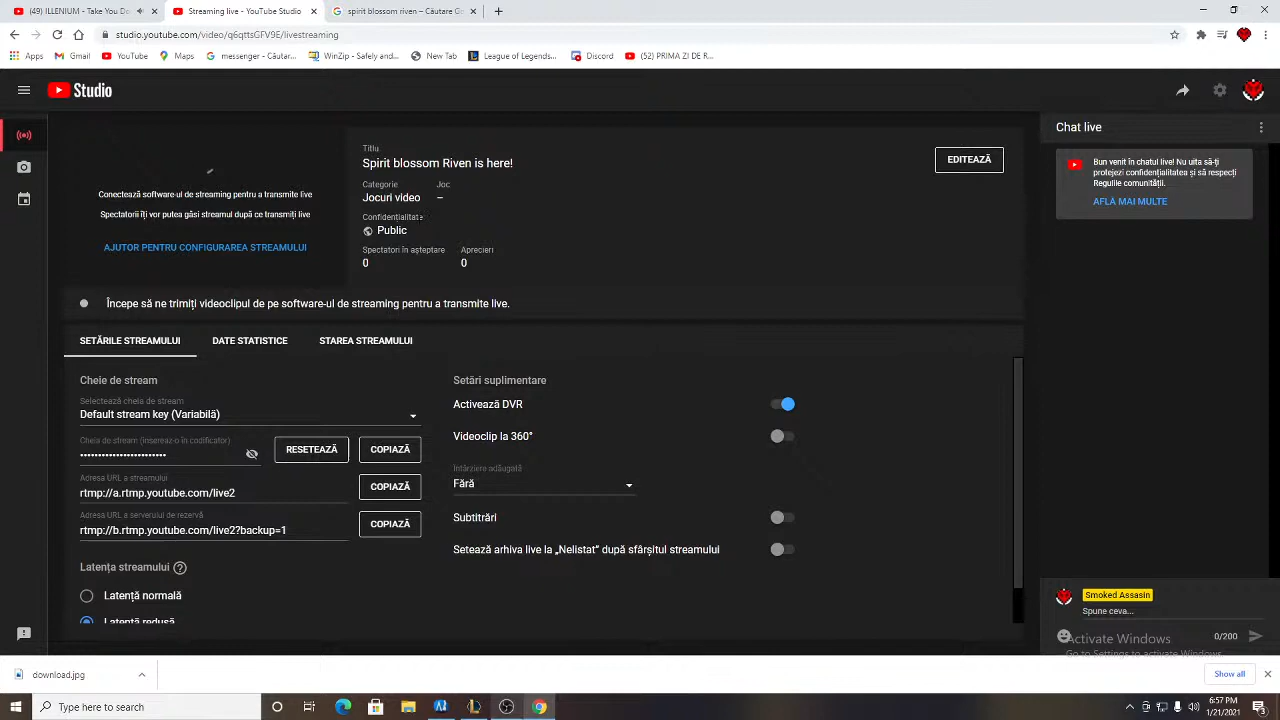 (49) ILLENIUM - Take You Do
Streaming live - YouTube Studio
spirit blossom riven – Căutare Go
studio.youtube.com/video/q6qttsGFV9E/livestreaming
Apps
Gmail
YouTube
Maps
messenger - Căutar...
WinZip - Safely and...
New Tab
League of Legends...
Discord
(52) PRIMA ZI DE R...
Studio
Conectează software-ul de streaming pentru a transmite live
Spectatorii îți vor putea găsi streamul după ce transmiți live
AJUTOR PENTRU CONFIGURAREA STREAMULUI
Titlu
Spirit blossom Riven is here!
Categorie
Joc
Jocuri video
–
Confidențialitate
Public
Spectatori în așteptare
Aprecieri
0
0
EDITEAZĂ
Chat live
Bun venit în chatul live! Nu uita să-ți
protejezi confidențialitatea și să respecți
Regulile comunității.
AFLĂ MAI MULTE
Începe să ne trimiți videoclipul de pe software-ul de streaming pentru a transmite live.
SETĂRILE STREAMULUI
DATE STATISTICE
STAREA STREAMULUI
Cheie de stream
Selectează cheia de stream
Default stream key (Variabilă)
Cheia de stream (inserează-o în codificator)
••••••••••••••••••••••••
RESETEAZĂ
COPIAZĂ
Adresa URL a streamului
rtmp://a.rtmp.youtube.com/live2
COPIAZĂ
Adresa URL a serverului de rezervă
rtmp://b.rtmp.youtube.com/live2?backup=1
COPIAZĂ
Latența streamului
Latență normală
Latență redusă
Setări suplimentare
Activează DVR
Videoclip la 360°
Întârziere adăugată
Fără
Subtitrări
Setează arhiva live la „Nelistat” după sfârșitul streamului
Smoked Assasin
Spune ceva...
0/200
Activate Windows
Go to Settings to activate Windows.
download.jpg
Show all
Type here to search
6:57 PM
1/21/2021
3